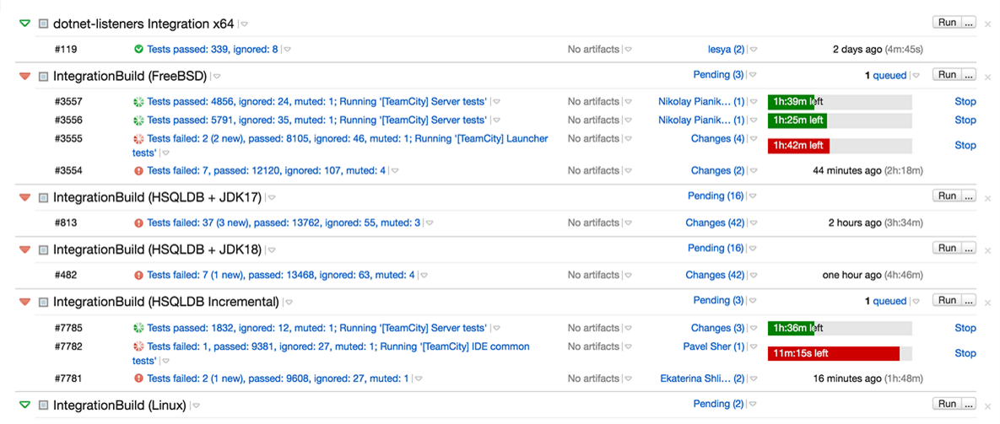 dotnet-listeners Integration x64 Run ...
#119 Tests passed: 339, ignored: 8 No artifacts lesya (2) 2 days ago (4m:45s)
IntegrationBuild (FreeBSD) Pending (3) 1 queued Run ...
#3557 Tests passed: 4856, ignored: 24, muted: 1; Running '[TeamCity] Server tests' No artifacts Nikolay Pianik... (1) 1h:39m left Stop
#3556 Tests passed: 5791, ignored: 35, muted: 1; Running '[TeamCity] Server tests' No artifacts Nikolay Pianik... (1) 1h:25m left Stop
#3555 Tests failed: 2 (2 new), passed: 8105, ignored: 46, muted: 1; Running '[TeamCity] Launcher No artifacts Changes (4) 1h:42m left Stop
tests'
#3554 Tests failed: 7, passed: 12120, ignored: 107, muted: 4 No artifacts Changes (2) 44 minutes ago (2h:18m)
IntegrationBuild (HSQLDB + JDK17) Pending (16) Run ...
#813 Tests failed: 37 (3 new), passed: 13762, ignored: 55, muted: 3 No artifacts Changes (42) 2 hours ago (3h:34m)
IntegrationBuild (HSQLDB + JDK18) Pending (16) Run ...
#482 Tests failed: 7 (1 new), passed: 13468, ignored: 63, muted: 4 No artifacts Changes (42) one hour ago (4h:46m)
IntegrationBuild (HSQLDB Incremental) Pending (3) 1 queued Run ...
#7785 Tests passed: 1832, ignored: 12, muted: 1; Running '[TeamCity] Server tests' No artifacts Changes (3) 1h:36m left Stop
#7782 Tests failed: 1, passed: 9381, ignored: 27, muted: 1; Running '[TeamCity] IDE common No artifacts Pavel Sher (1) 11m:15s left Stop
tests'
#7781 Tests failed: 2 (1 new), passed: 9608, ignored: 27, muted: 1 No artifacts Ekaterina Shli... (2) 16 minutes ago (1h:48m)
IntegrationBuild (Linux) Pending (2) Run ...